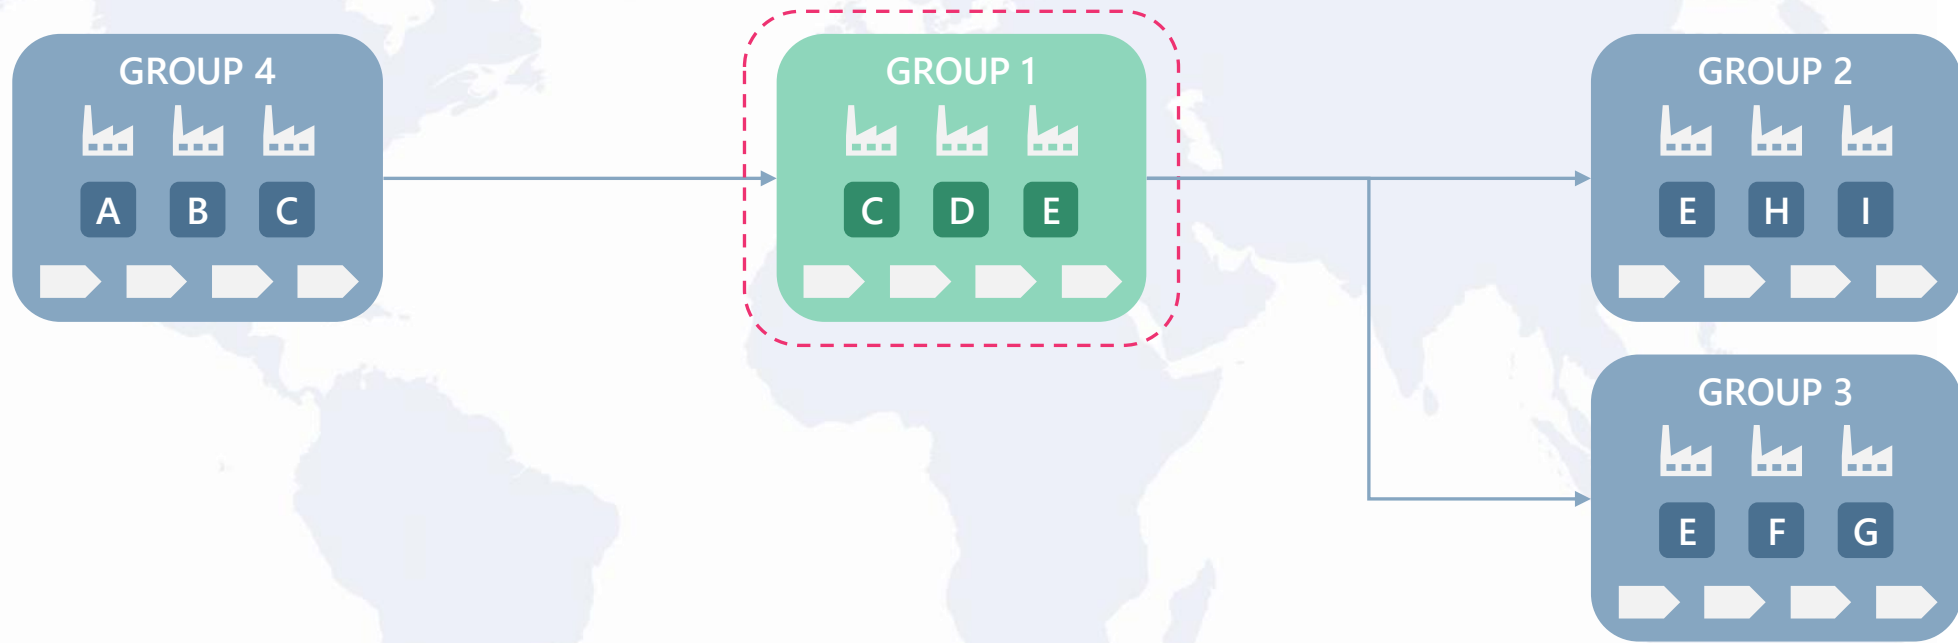 GROUP 4
A B C
GROUP 1
C D E
GROUP 2
E H I
GROUP 3
E F G